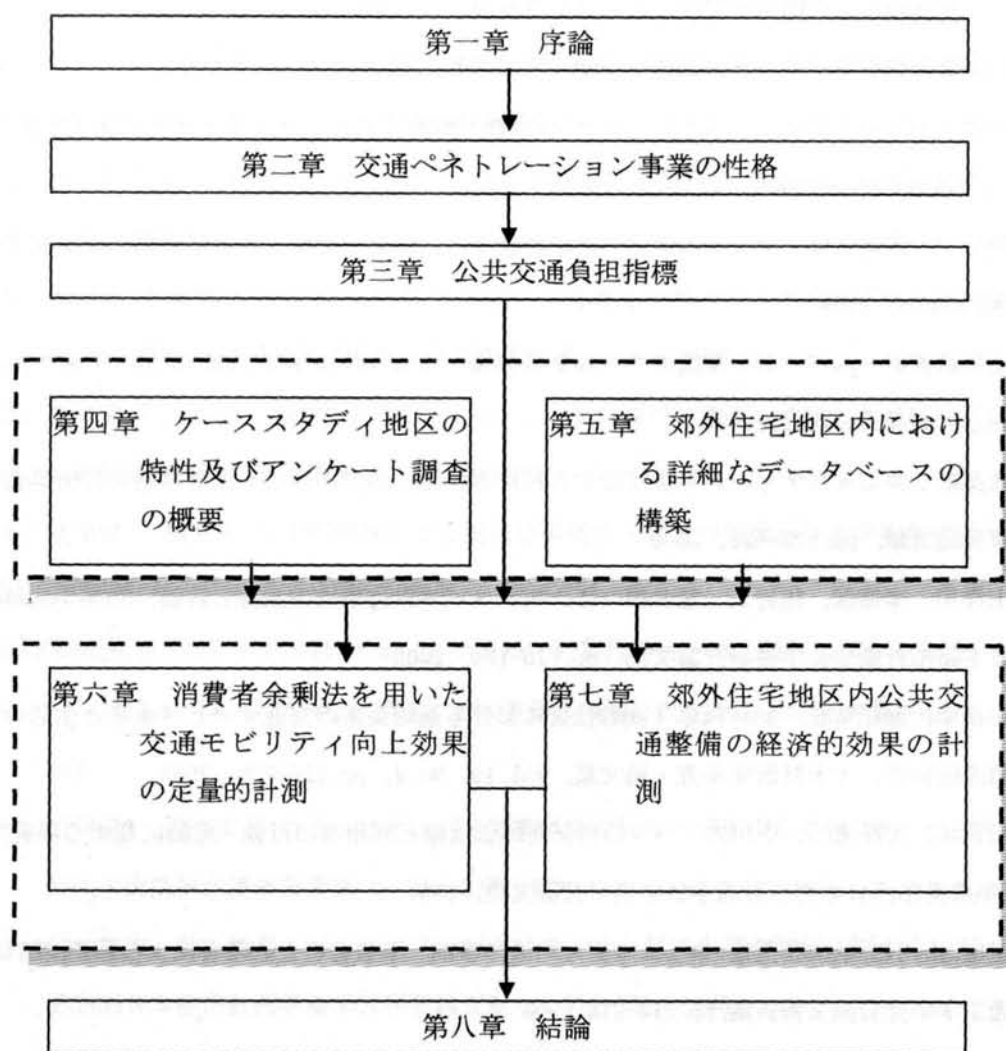 第一章　序論
第二章　交通ペネトレーション事業の性格
第三章　公共交通負担指標
第四章　ケーススタディ地区の
特性及びアンケート調査
の概要
第五章　郊外住宅地区内におけ
る詳細なデータベースの
構築
第六章　消費者余剰法を用いた
交通モビリティ向上効果
の定量的計測
第七章　郊外住宅地区内公共交
通整備の経済的効果の計
測
第八章　結論